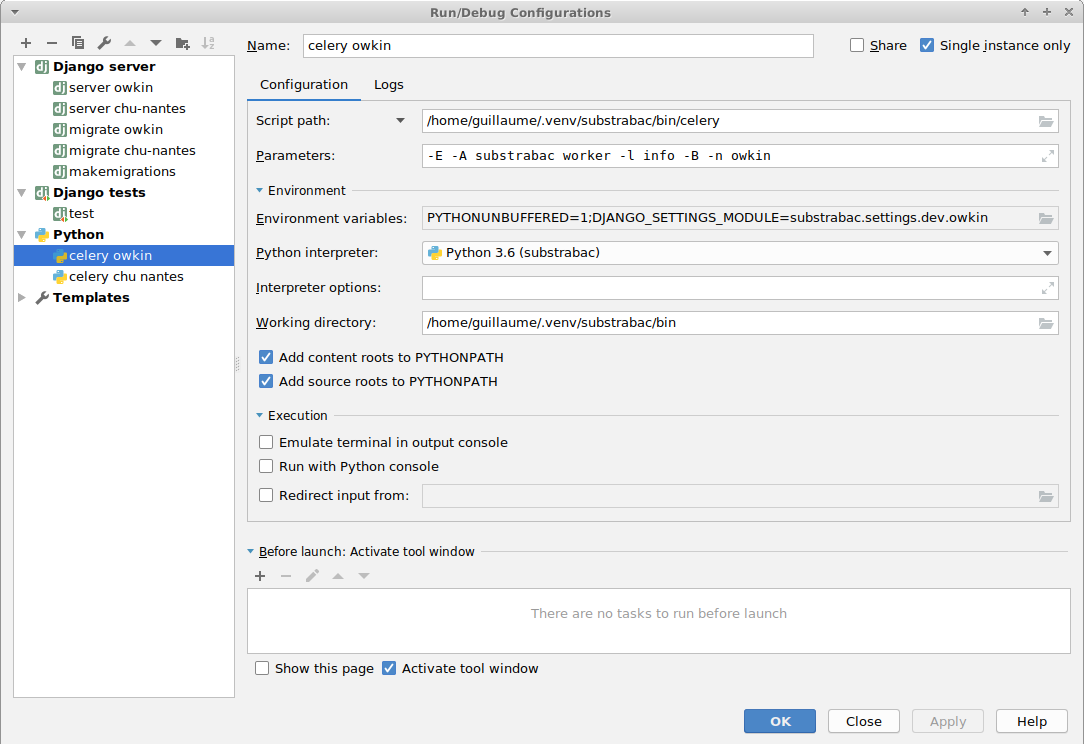 Run/Debug Configurations
Name: celery owkin Share Single instance only
Django server
server owkin
server chu-nantes
migrate owkin
migrate chu-nantes
makemigrations
Django tests
test
Python
celery owkin
celery chu nantes
Templates
Configuration Logs
Script path: /home/guillaume/.venv/substrabac/bin/celery
Parameters: -E -A substrabac worker -l info -B -n owkin
Environment
Environment variables: PYTHONUNBUFFERED=1;DJANGO_SETTINGS_MODULE=substrabac.settings.dev.owkin
Python interpreter: Python 3.6 (substrabac)
Interpreter options:
Working directory: /home/guillaume/.venv/substrabac/bin
Add content roots to PYTHONPATH
Add source roots to PYTHONPATH
Execution
Emulate terminal in output console
Run with Python console
Redirect input from:
Before launch: Activate tool window
There are no tasks to run before launch
Show this page Activate tool window
OK Close Apply Help